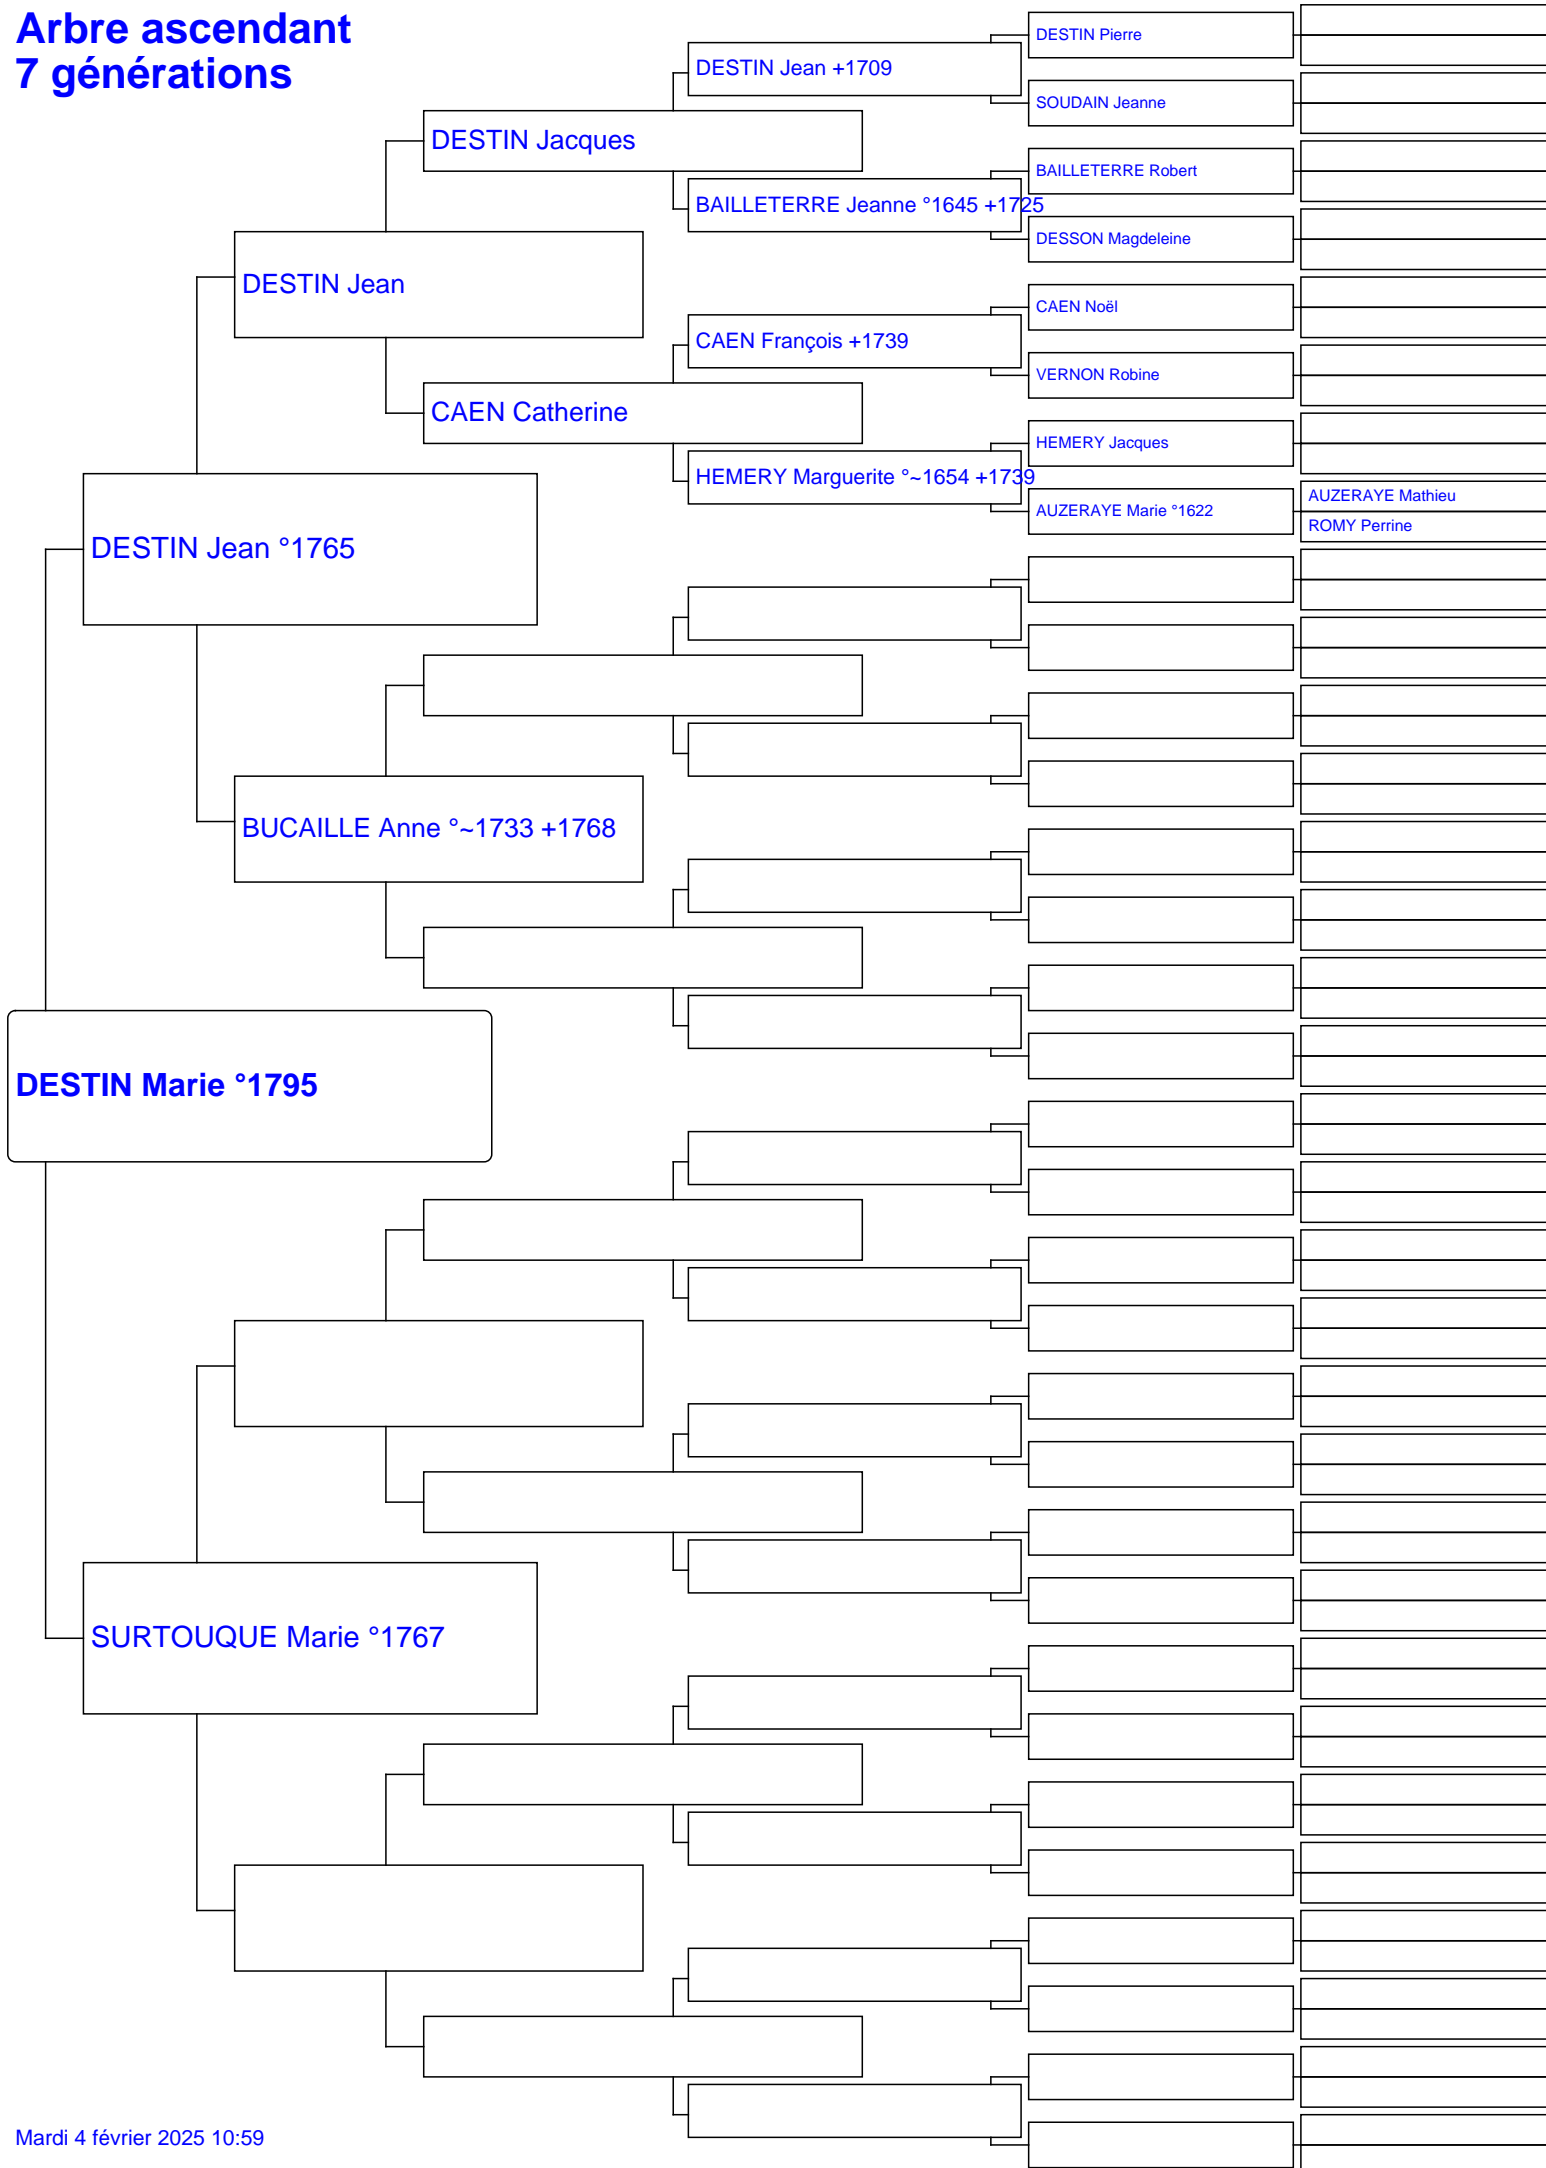 Arbre ascendant
7 générations
DESTIN Pierre
DESTIN Jean +1709
SOUDAIN Jeanne
DESTIN Jacques
BAILLETERRE Robert
BAILLETERRE Jeanne °1645 +1725
DESSON Magdeleine
DESTIN Jean
CAEN Noël
CAEN François +1739
VERNON Robine
CAEN Catherine
HEMERY Jacques
HEMERY Marguerite °~1654 +1739
AUZERAYE Mathieu
AUZERAYE Marie °1622
ROMY Perrine
DESTIN Jean °1765
BUCAILLE Anne °~1733 +1768
DESTIN Marie °1795
SURTOUQUE Marie °1767
Mardi 4 février 2025 10:59